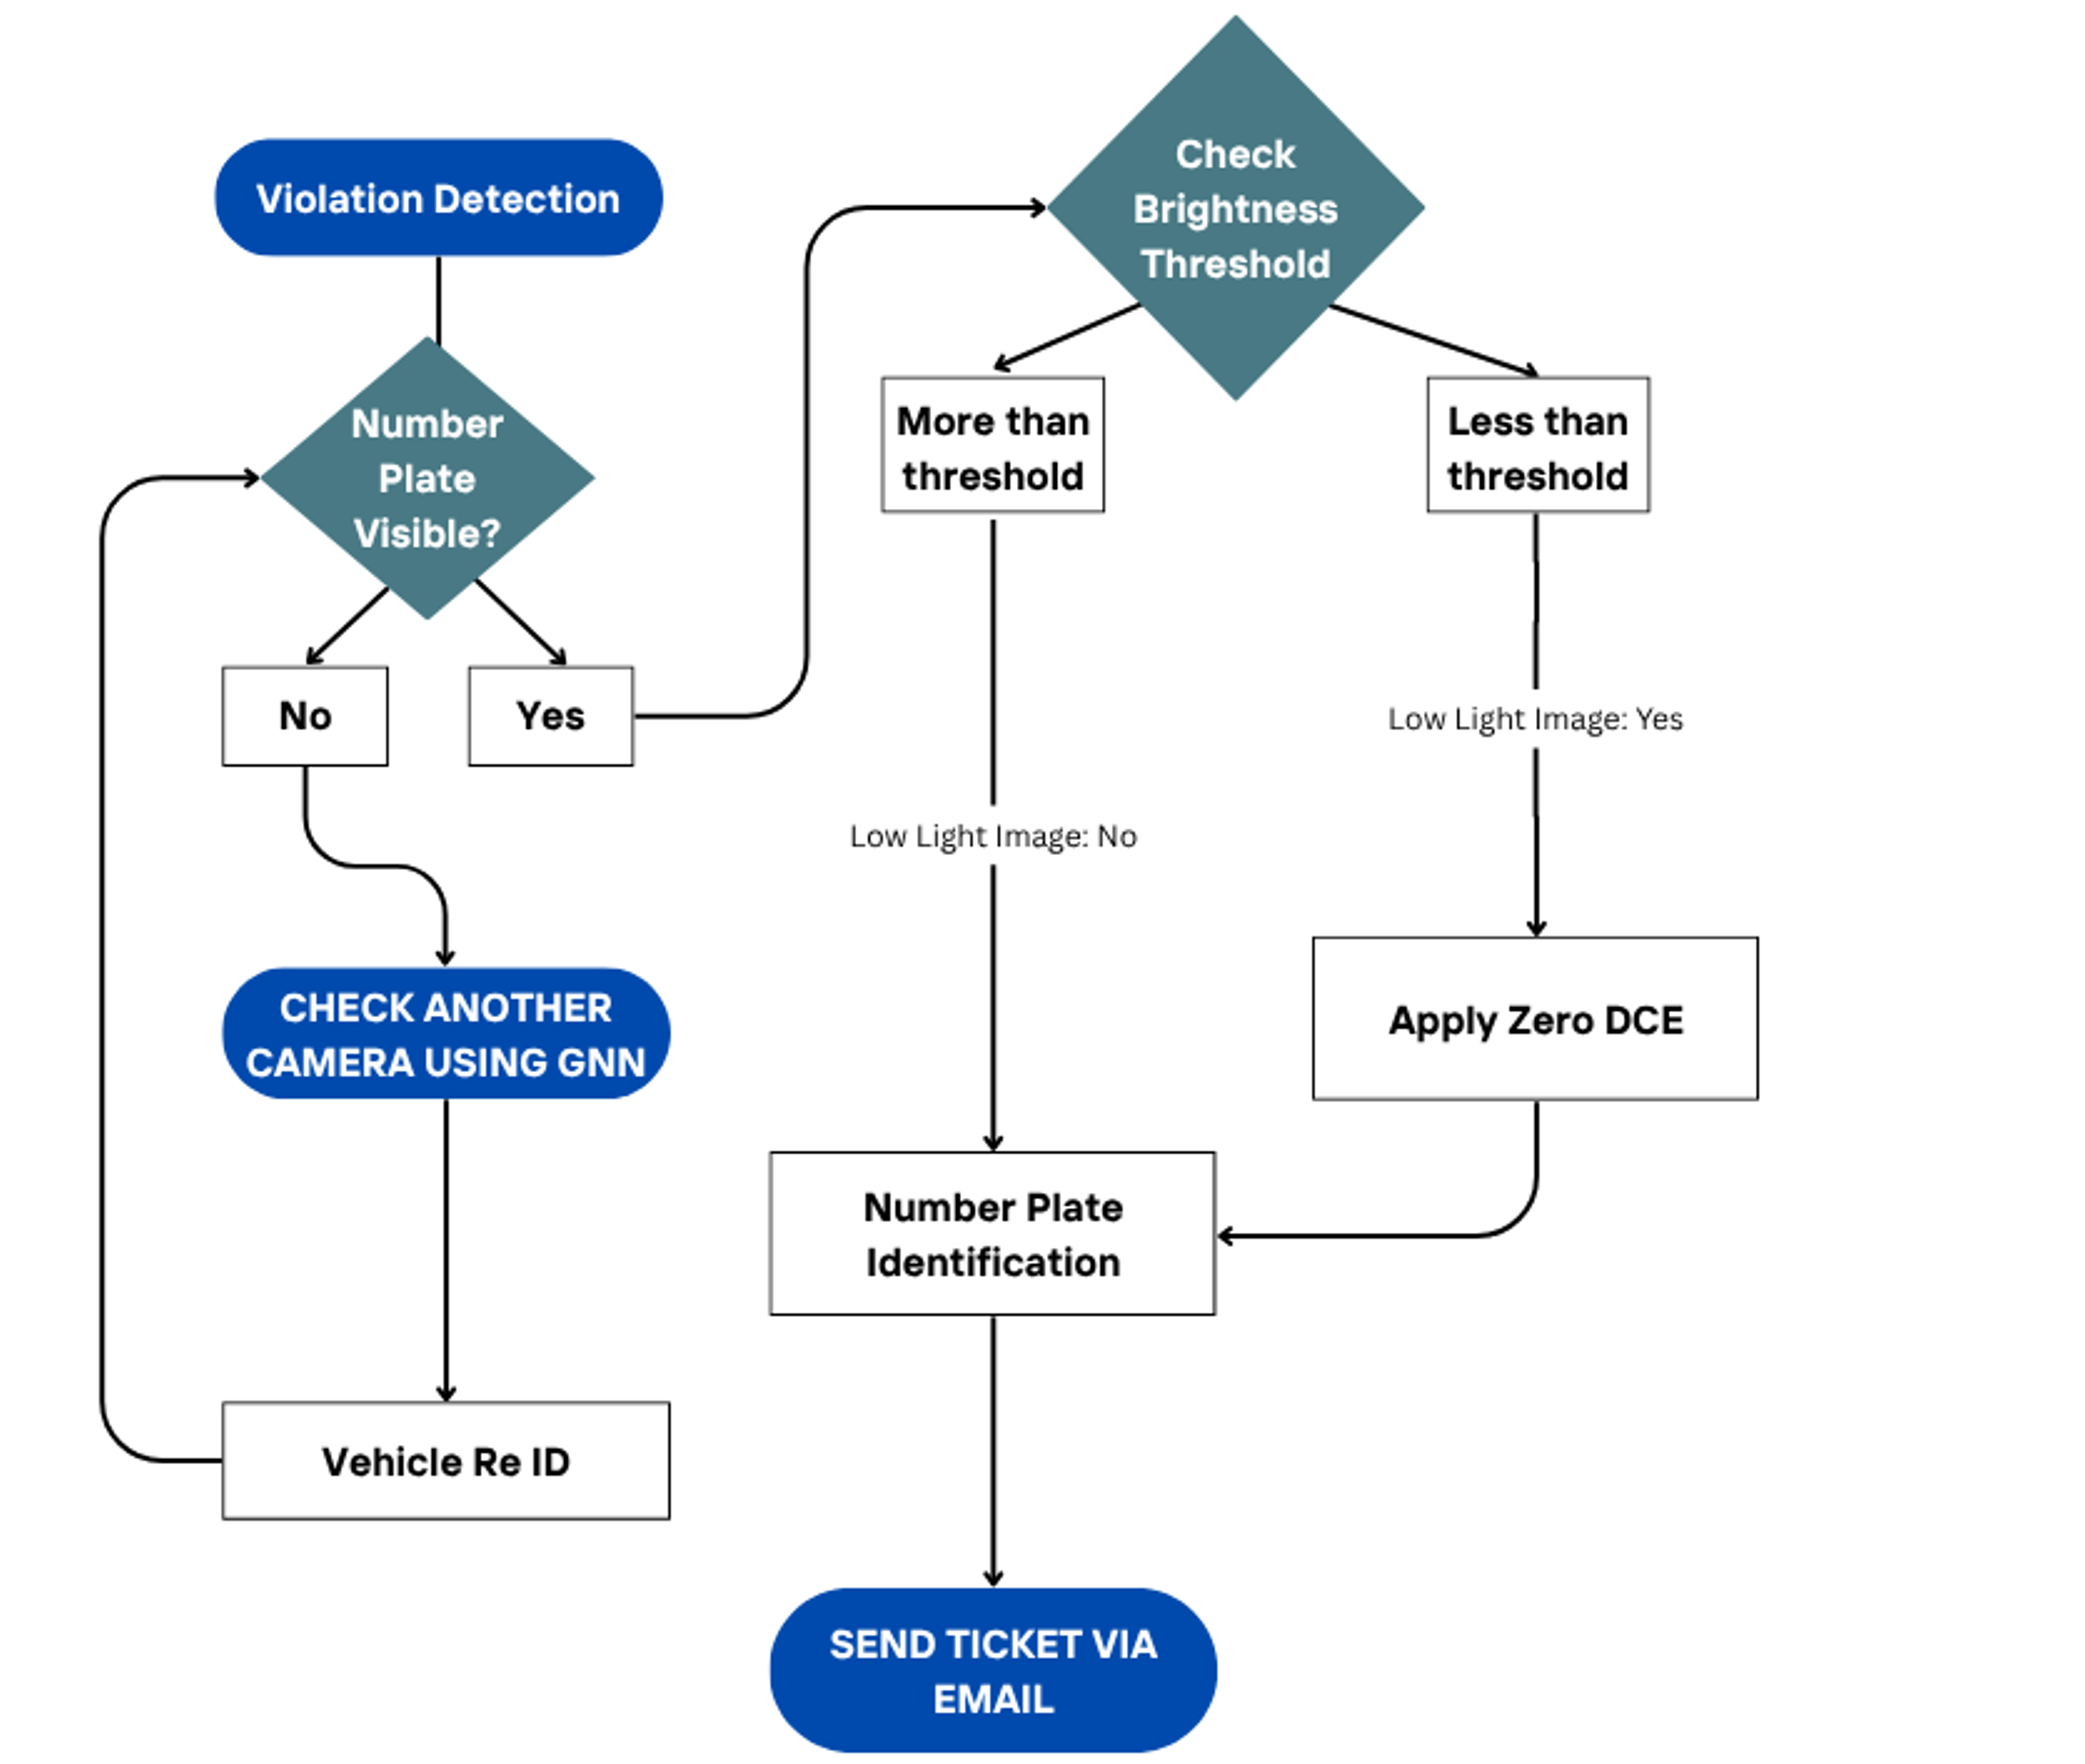 Violation Detection
Number
Plate
Visible?
No
Yes
CHECK ANOTHER
CAMERA USING GNN
Vehicle Re ID
Check
Brightness
Threshold
More than
threshold
Less than
threshold
Low Light Image: Yes
Low Light Image: No
Apply Zero DCE
Number Plate
Identification
SEND TICKET VIA
EMAIL